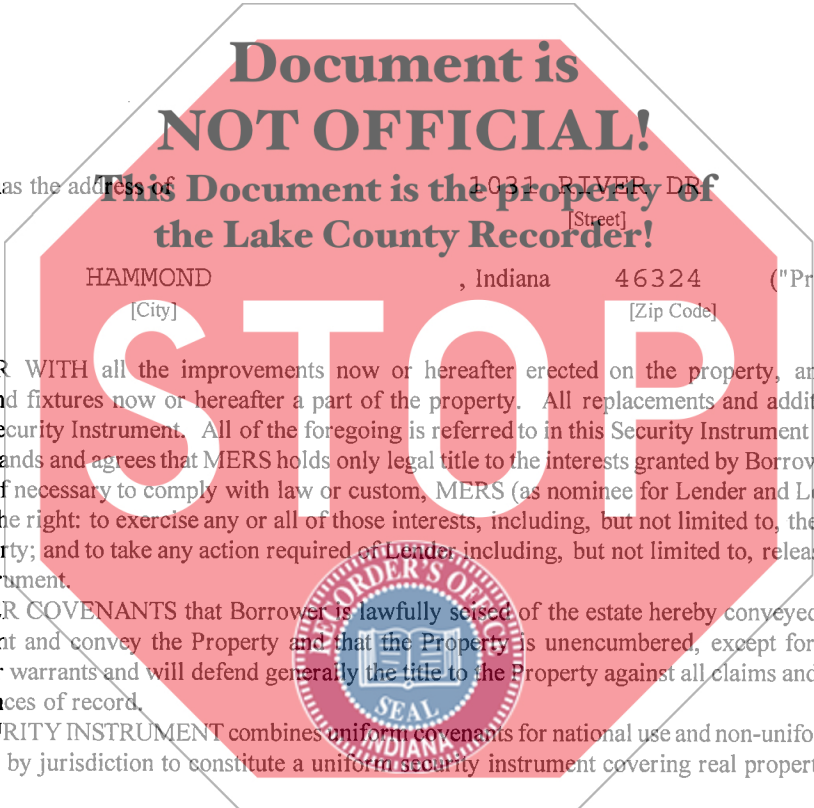 Document is
NOT OFFICIAL!
as the address of 1031 RIVER DR
This Document is the property of
[Street]
the Lake County Recorder!
HAMMOND , Indiana 46324 ("Pr
[City] [Zip Code]
STOP
R WITH all the improvements now or hereafter erected on the property, an
nd fixtures now or hereafter a part of the property. All replacements and addit
ecurity Instrument. All of the foregoing is referred to in this Security Instrument
ands and agrees that MERS holds only legal title to the interests granted by Borrow
f necessary to comply with law or custom, MERS (as nominee for Lender and Le
he right: to exercise any or all of those interests, including, but not limited to, the
rty; and to take any action required of Lender including, but not limited to, releas
rument.
R COVENANTS that Borrower is lawfully seised of the estate hereby conveyed
nt and convey the Property and that the Property is unencumbered, except for
r warrants and will defend generally the title to the Property against all claims and
ces of record.
URITY INSTRUMENT combines uniform covenants for national use and non-unifo
by jurisdiction to constitute a uniform security instrument covering real propert
RECORDER'S OFFICE
SEAL
INDIANA